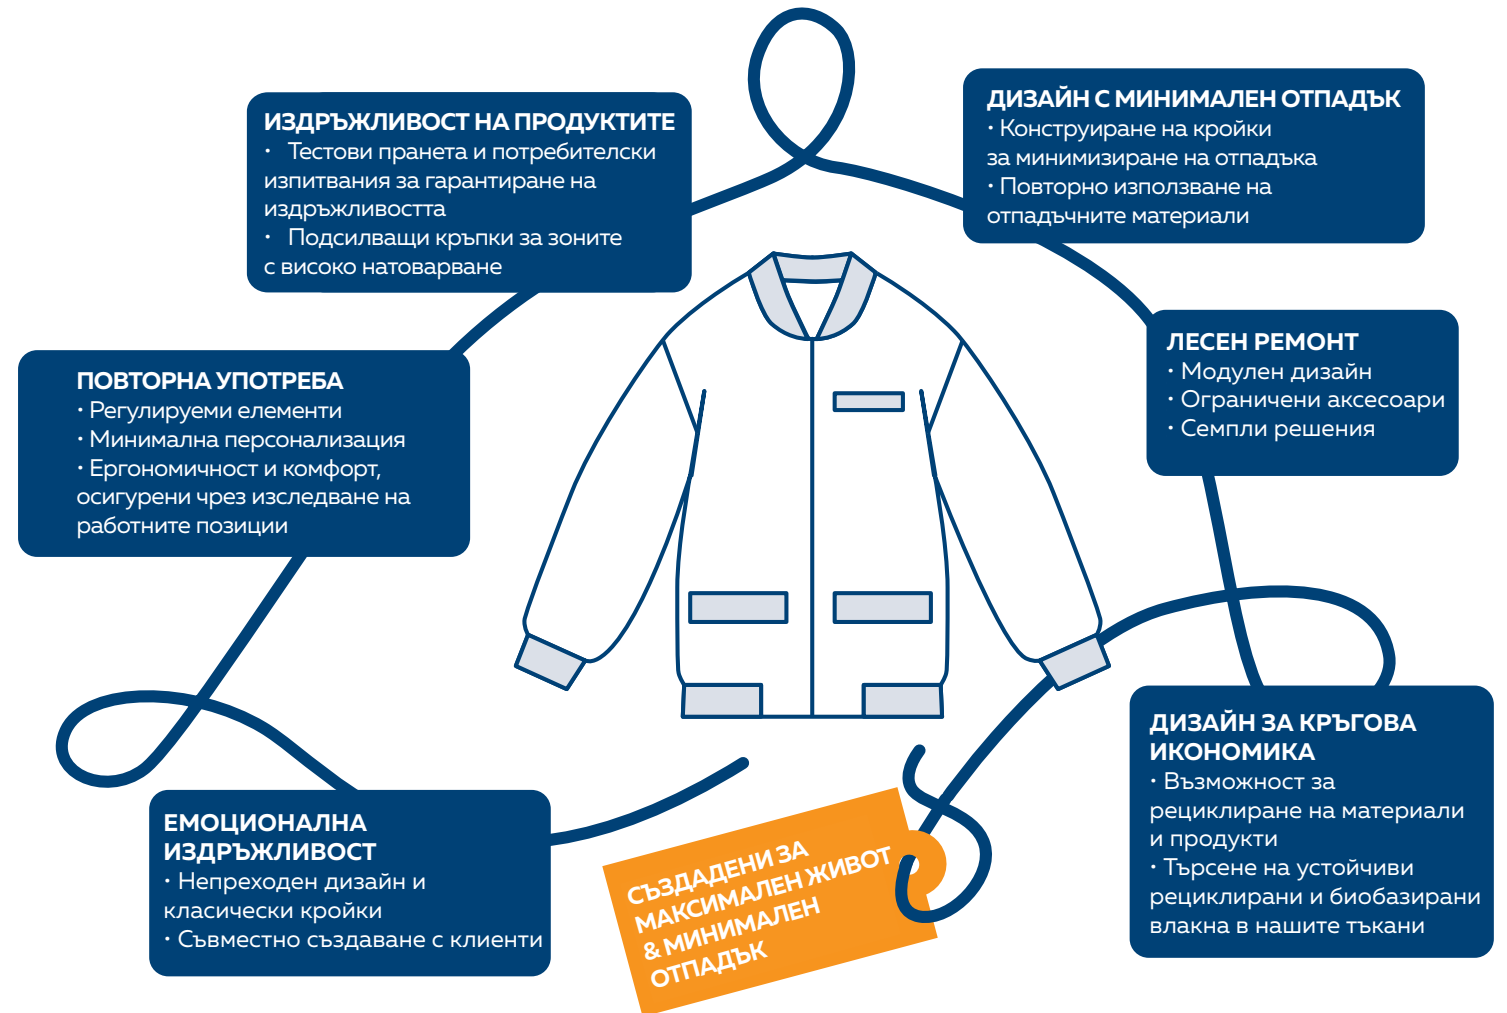 ИЗДРЪЖЛИВОСТ НА ПРОДУКТИТЕ
· Тестови пранета и потребителски
изпитвания за гарантиране на
издръжливостта
· Подсилващи кръпки за зоните
с високо натоварване
ДИЗАЙН С МИНИМАЛЕН ОТПАДЪК
· Конструиране на кройки
за минимизиране на отпадъка
· Повторно използване на
отпадъчните материали
ПОВТОРНА УПОТРЕБА
· Регулируеми елементи
· Минимална персонализация
· Ергономичност и комфорт,
осигурени чрез изследване на
работните позиции
ЛЕСЕН РЕМОНТ
· Модулен дизайн
· Ограничени аксесоари
· Семпли решения
ЕМОЦИОНАЛНА
ИЗДРЪЖЛИВОСТ
· Непреходен дизайн и
класически кройки
· Съвместно създаване с клиенти
СЪЗДАДЕНИ ЗА
МАКСИМАЛЕН ЖИВОТ
& МИНИМАЛЕН
ОТПАДЪК
ДИЗАЙН ЗА КРЪГОВА
ИКОНОМИКА
· Възможност за
рециклиране на материали
и продукти
· Търсене на устойчиви
рециклирани и биобазирани
влакна в нашите тъкани